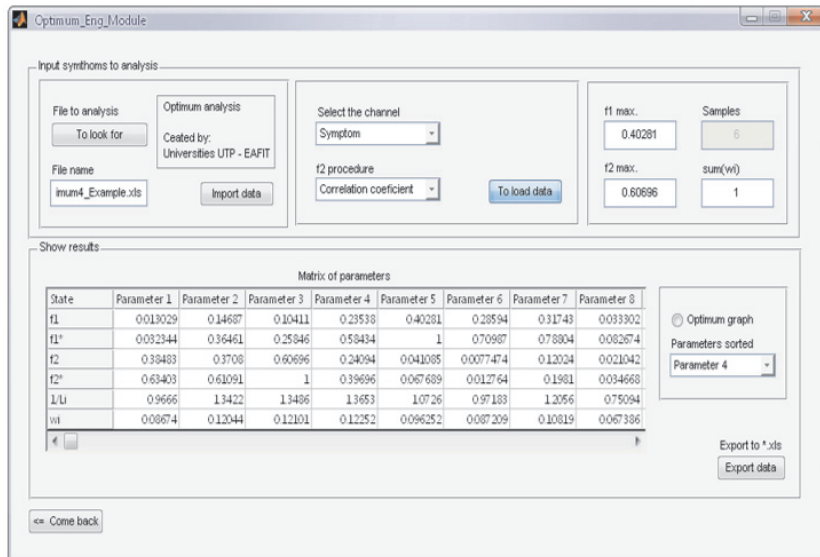 Optimum_Eng_Module
Input symthoms to analysis
File to analysis
To look for
File name
imum4_Example.xls
Optimum analysis
Ceated by:
Universities UTP - EAFIT
Import data
Select the channel
Symptom
f2 procedure
Correlation coeficient
To load data
f1 max.
0.40281
Samples
6
f2 max.
0.60696
sum(wi)
1
Show results
Matrix of parameters
State Parameter 1 Parameter 2 Parameter 3 Parameter 4 Parameter 5 Parameter 6 Parameter 7 Parameter 8
f1 0.013029 0.14687 0.10411 0.23538 0.40281 0.28594 0.31743 0.033302
f1* 0.032344 0.36461 0.25846 0.58434 1 0.70987 0.78804 0.082674
f2 0.38483 0.3708 0.60696 0.24094 0.041085 0.0077474 0.12024 0.021042
f2* 0.63403 0.61091 1 0.39696 0.067689 0.012764 0.1981 0.034668
1/Li 0.9666 1.3422 1.3486 1.3653 1.0726 0.97183 1.2056 0.75094
wi 0.08674 0.12044 0.12101 0.12252 0.096252 0.087209 0.10819 0.067386
Optimum graph
Parameters sorted
Parameter 4
Export to *.xls
Export data
<= Come back